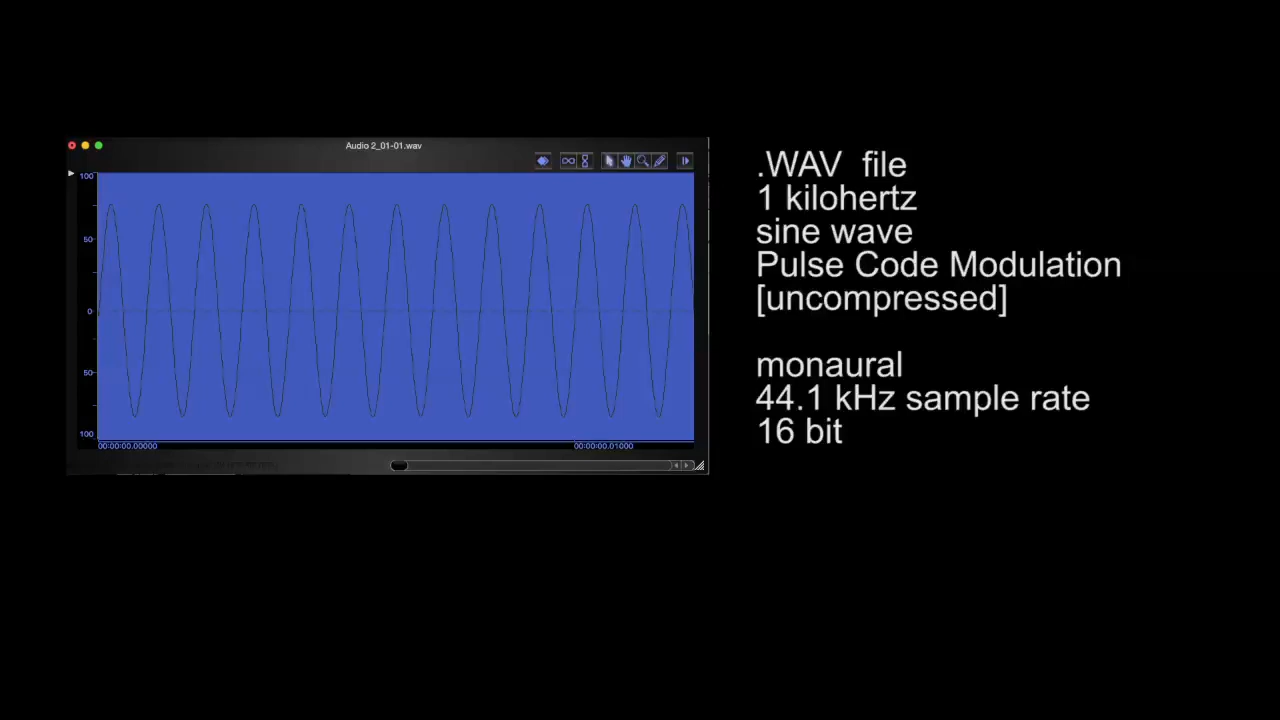 Audio 2_01-01.wav
100
50
0
50
100
00:00:00.00000
00:00:00.01000
.WAV  file
1 kilohertz
sine wave
Pulse Code Modulation
[uncompressed]
monaural
44.1 kHz sample rate
16 bit